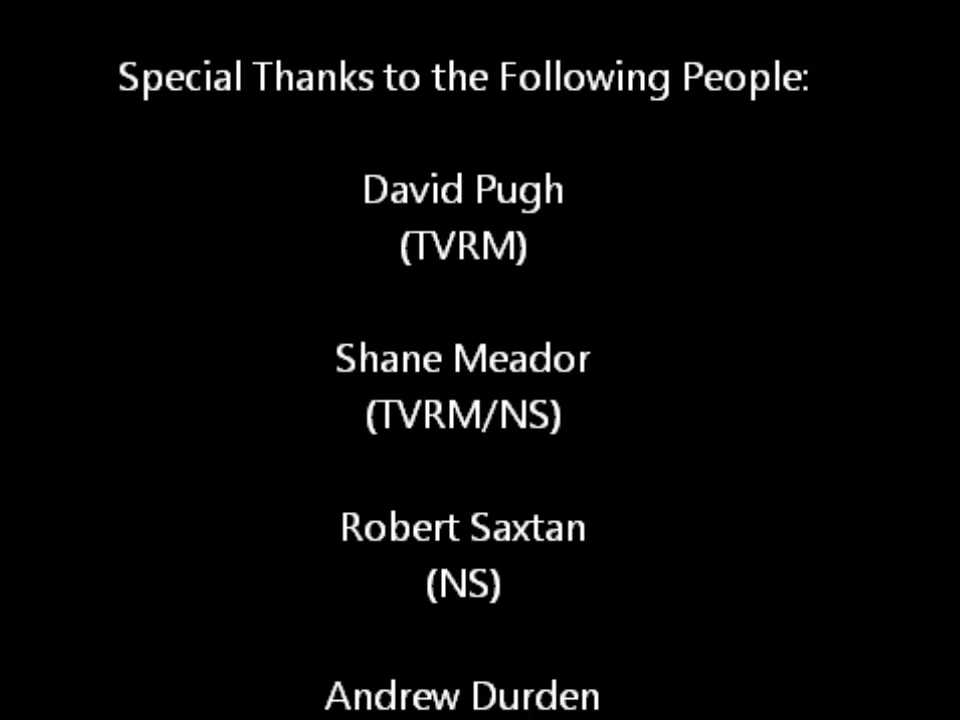 Special Thanks to the Following People:
David Pugh
(TVRM)
Shane Meador
(TVRM/NS)
Robert Saxtan
(NS)
Andrew Durden